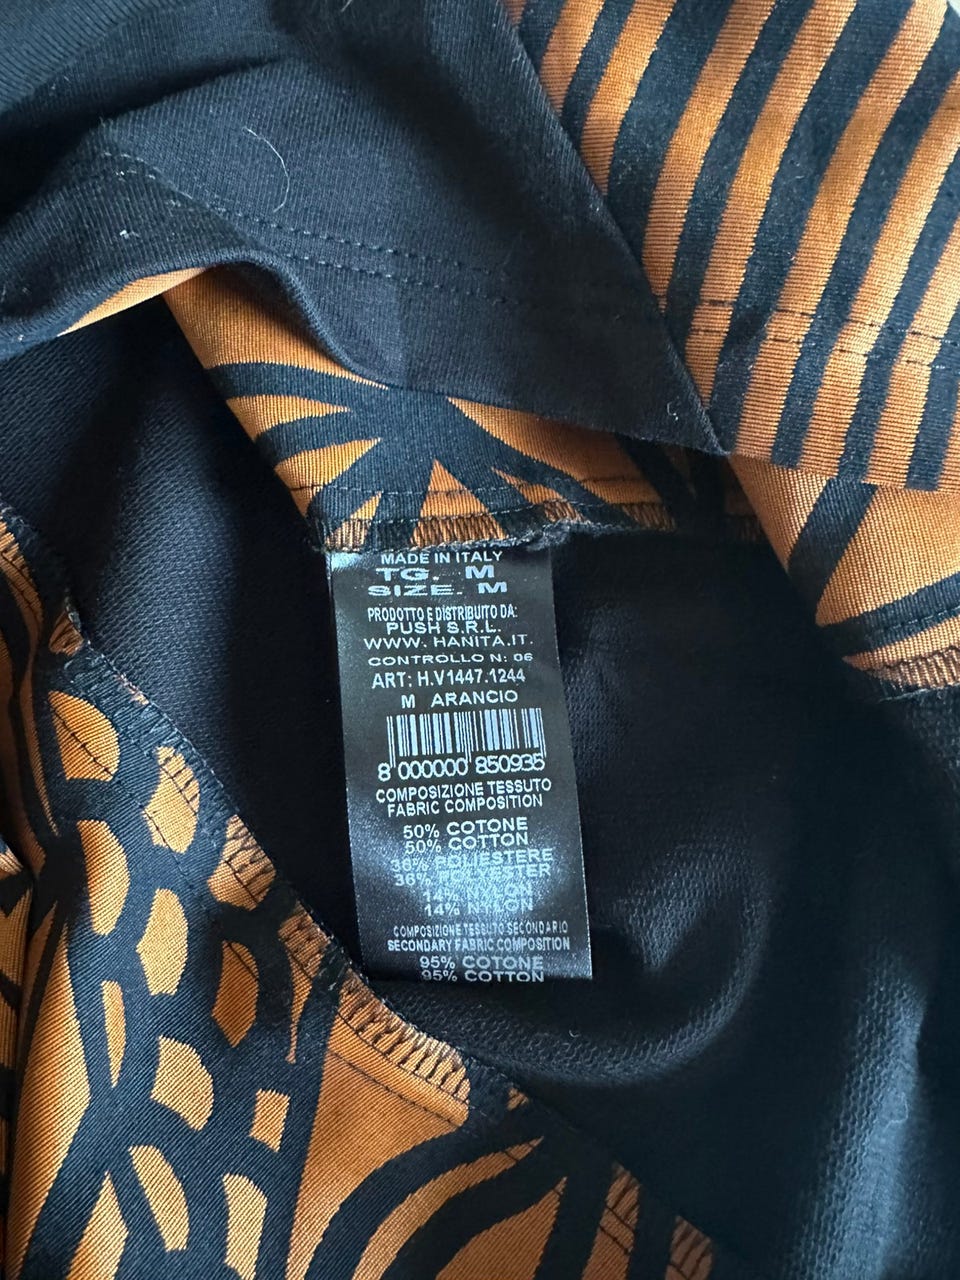 MADE IN ITALY
TG. M
SIZE. M
PRODOTTO E DISTRIBUITO DA:
PUSH S.R.L.
WWW. HANITA.IT.
CONTROLLO N: 06
ART: H.V1447.1244
M ARANCIO
8 000000 850935
COMPOSIZIONE TESSUTO
FABRIC COMPOSITION
50% COTONE
50% COTTON
36% POLIESTERE
36% POLYESTER
14% NYLON
14% NYLON
COMPOSIZIONE TESSUTO SECONDARIO
SECONDARY FABRIC COMPOSITION
95% COTONE
95% COTTON